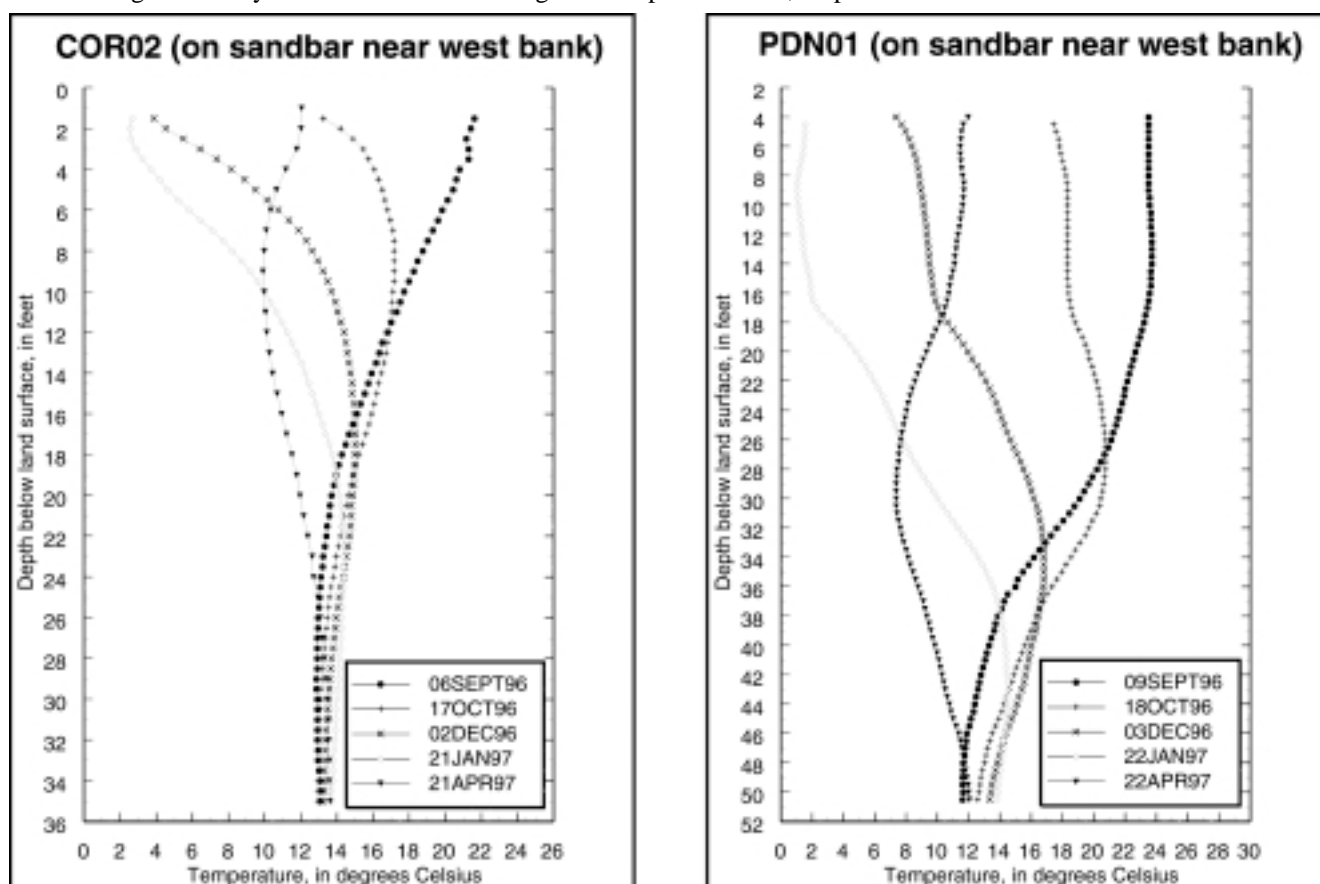 COR02 (on sandbar near west bank)
0
2
4
6
8
10
12
14
16
18
20
22
24
26
28
30
32
34
36
Depth below land surface, in feet
06SEPT96
17OCT96
02DEC96
21JAN97
21APR97
0 2 4 6 8 10 12 14 16 18 20 22 24 26
Temperature, in degrees Celsius
PDN01 (on sandbar near west bank)
2
4
6
8
10
12
14
16
18
20
22
24
26
28
30
32
34
36
38
40
42
44
46
48
50
52
Depth below land surface, in feet
09SEPT96
18OCT96
03DEC96
22JAN97
22APR97
0 2 4 6 8 10 12 14 16 18 20 22 24 26 28 30
Temperature, in degrees Celsius